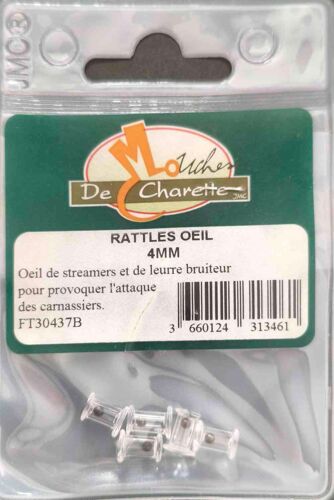 JMC®
Mouches
De Charette
JMC
RATTLES OEIL
4MM
Oeil de streamers et de leurre bruiteur
pour provoquer l'attaque
des carnassiers.
FT30437B
3 660124 313461